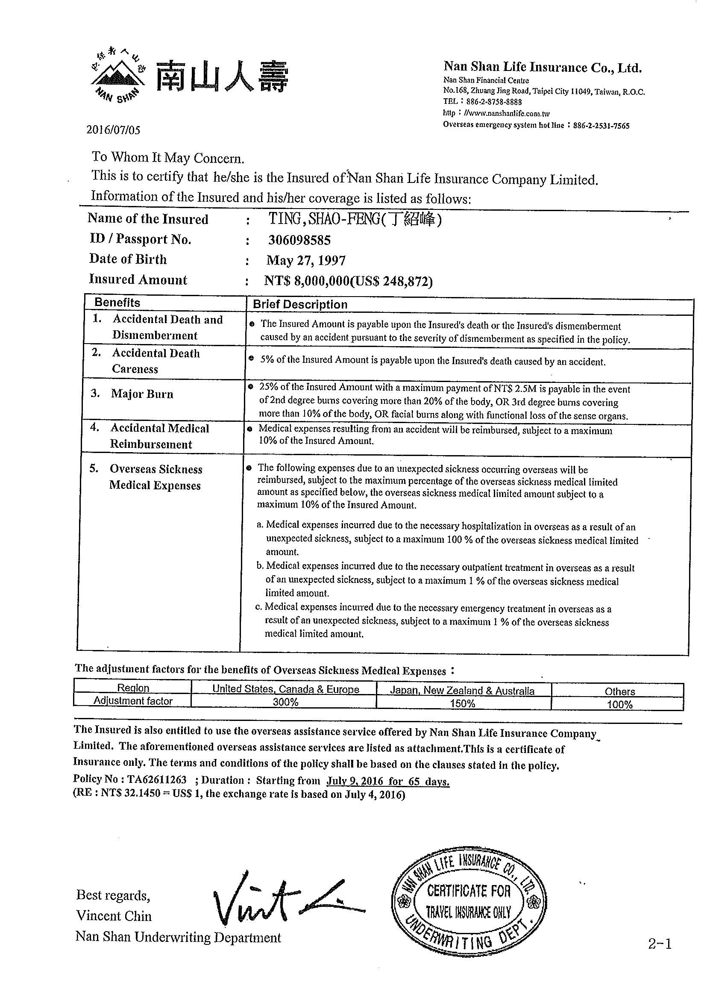 南山人壽
NAN SHAN
Nan Shan Life Insurance Co., Ltd.
Nan Shan Financial Centre
No.168, Zhuang Jing Road, Taipei City 11049, Taiwan, R.O.C.
TEL：886-2-8758-8888
http：//www.nanshanlife.com.tw
Overseas emergency system hot line：886-2-2531-7565
2016/07/05
To Whom It May Concern.
This is to certify that he/she is the Insured of Nan Shan Life Insurance Company Limited.
Information of the Insured and his/her coverage is listed as follows:
Name of the Insured : TING,SHAO-FENG(丁紹峰)
ID / Passport No. : 306098585
Date of Birth : May 27, 1997
Insured Amount : NT$ 8,000,000(US$ 248,872)
Benefits Brief Description
1. Accidental Death and
Dismemberment
● The Insured Amount is payable upon the Insured's death or the Insured's dismemberment
caused by an accident pursuant to the severity of dismemberment as specified in the policy.
2. Accidental Death
Careness
● 5% of the Insured Amount is payable upon the Insured's death caused by an accident.
3. Major Burn
● 25% of the Insured Amount with a maximum payment of NT$ 2.5M is payable in the event
of 2nd degree burns covering more than 20% of the body, OR 3rd degree burns covering
more than 10% of the body, OR facial burns along with functional loss of the sense organs.
4. Accidental Medical
Reimbursement
● Medical expenses resulting from an accident will be reimbursed, subject to a maximum
10% of the Insured Amount.
5. Overseas Sickness
Medical Expenses
● The following expenses due to an unexpected sickness occurring overseas will be
reimbursed, subject to the maximum percentage of the overseas sickness medical limited
amount as specified below, the overseas sickness medical limited amount subject to a
maximum 10% of the Insured Amount.
a. Medical expenses incurred due to the necessary hospitalization in overseas as a result of an
unexpected sickness, subject to a maximum 100 % of the overseas sickness medical limited
amount.
b. Medical expenses incurred due to the necessary outpatient treatment in overseas as a result
of an unexpected sickness, subject to a maximum 1 % of the overseas sickness medical
limited amount.
c. Medical expenses incurred due to the necessary emergency treatment in overseas as a
result of an unexpected sickness, subject to a maximum 1 % of the overseas sickness
medical limited amount.
The adjustment factors for the benefits of Overseas Sickness Medical Expenses：
Region United States, Canada & Europe Japan, New Zealand & Australia Others
Adjustment factor 300% 150% 100%
The Insured is also entitled to use the overseas assistance service offered by Nan Shan Life Insurance Company
Limited. The aforementioned overseas assistance services are listed as attachment.This is a certificate of
Insurance only. The terms and conditions of the policy shall be based on the clauses stated in the policy.
Policy No : TA62611263 ; Duration : Starting from July 9, 2016 for 65 days.
(RE : NT$ 32.1450 = US$ 1, the exchange rate is based on July 4, 2016)
Best regards,
Vincent Chin
Nan Shan Underwriting Department
NAN SHAN LIFE INSURANCE CO., LTD.
CERTIFICATE FOR
TRAVEL INSURANCE ONLY
UNDERWRITING DEPT.
2-1